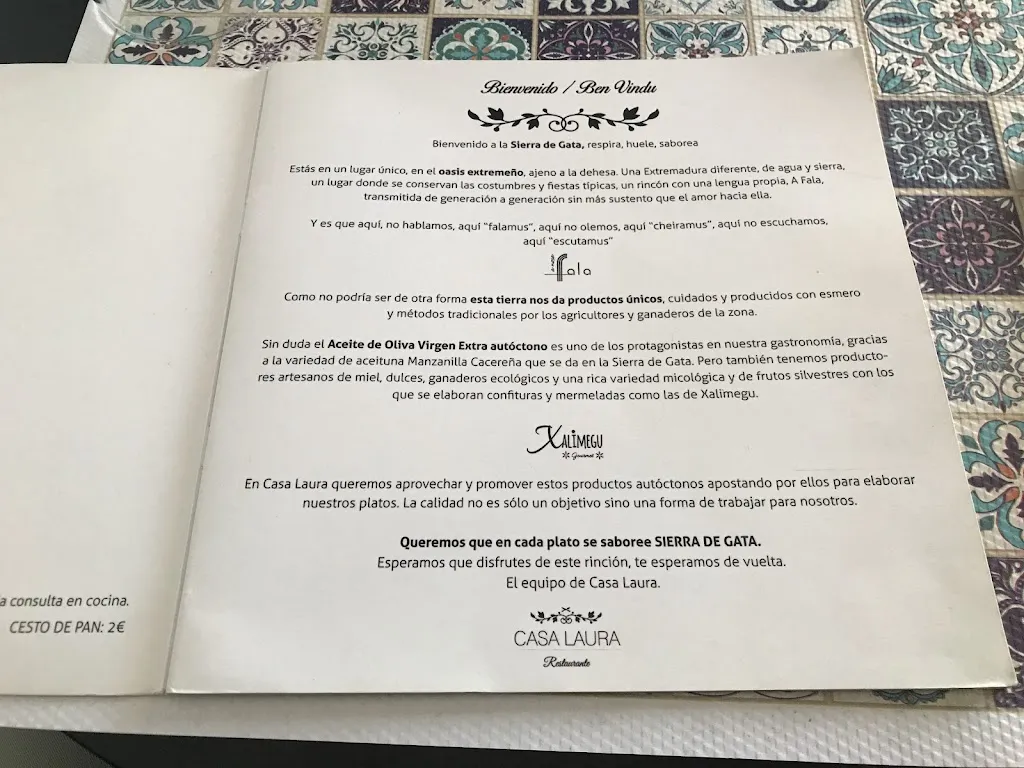 Bienvenido / Ben Vindu
Bienvenido a la Sierra de Gata, respira, huele, saborea
Estás en un lugar único, en el oasis extremeño, ajeno a la dehesa. Una Extremadura diferente, de agua y sierra,
un lugar donde se conservan las costumbres y fiestas típicas, un rincón con una lengua propia, A Fala,
transmitida de generación a generación sin más sustento que el amor hacia ella.
Y es que aquí, no hablamos, aquí "falamus", aquí no olemos, aquí "cheiramus", aquí no escuchamos,
aquí "escutamus"
Fala
Como no podría ser de otra forma esta tierra nos da productos únicos, cuidados y producidos con esmero
y métodos tradicionales por los agricultores y ganaderos de la zona.
Sin duda el Aceite de Oliva Virgen Extra autóctono es uno de los protagonistas en nuestra gastronomía, gracias
a la variedad de aceituna Manzanilla Cacereña que se da en la Sierra de Gata. Pero también tenemos producto-
res artesanos de miel, dulces, ganaderos ecológicos y una rica variedad micológica y de frutos silvestres con los
que se elaboran confituras y mermeladas como las de Xalimegu.
XALIMEGU
Gourmet
En Casa Laura queremos aprovechar y promover estos productos autóctonos apostando por ellos para elaborar
nuestros platos. La calidad no es sólo un objetivo sino una forma de trabajar para nosotros.
Queremos que en cada plato se saboree SIERRA DE GATA.
Esperamos que disfrutes de este rinción, te esperamos de vuelta.
El equipo de Casa Laura.
CASA LAURA
Restaurante
a consulta en cocina.
CESTO DE PAN: 2€